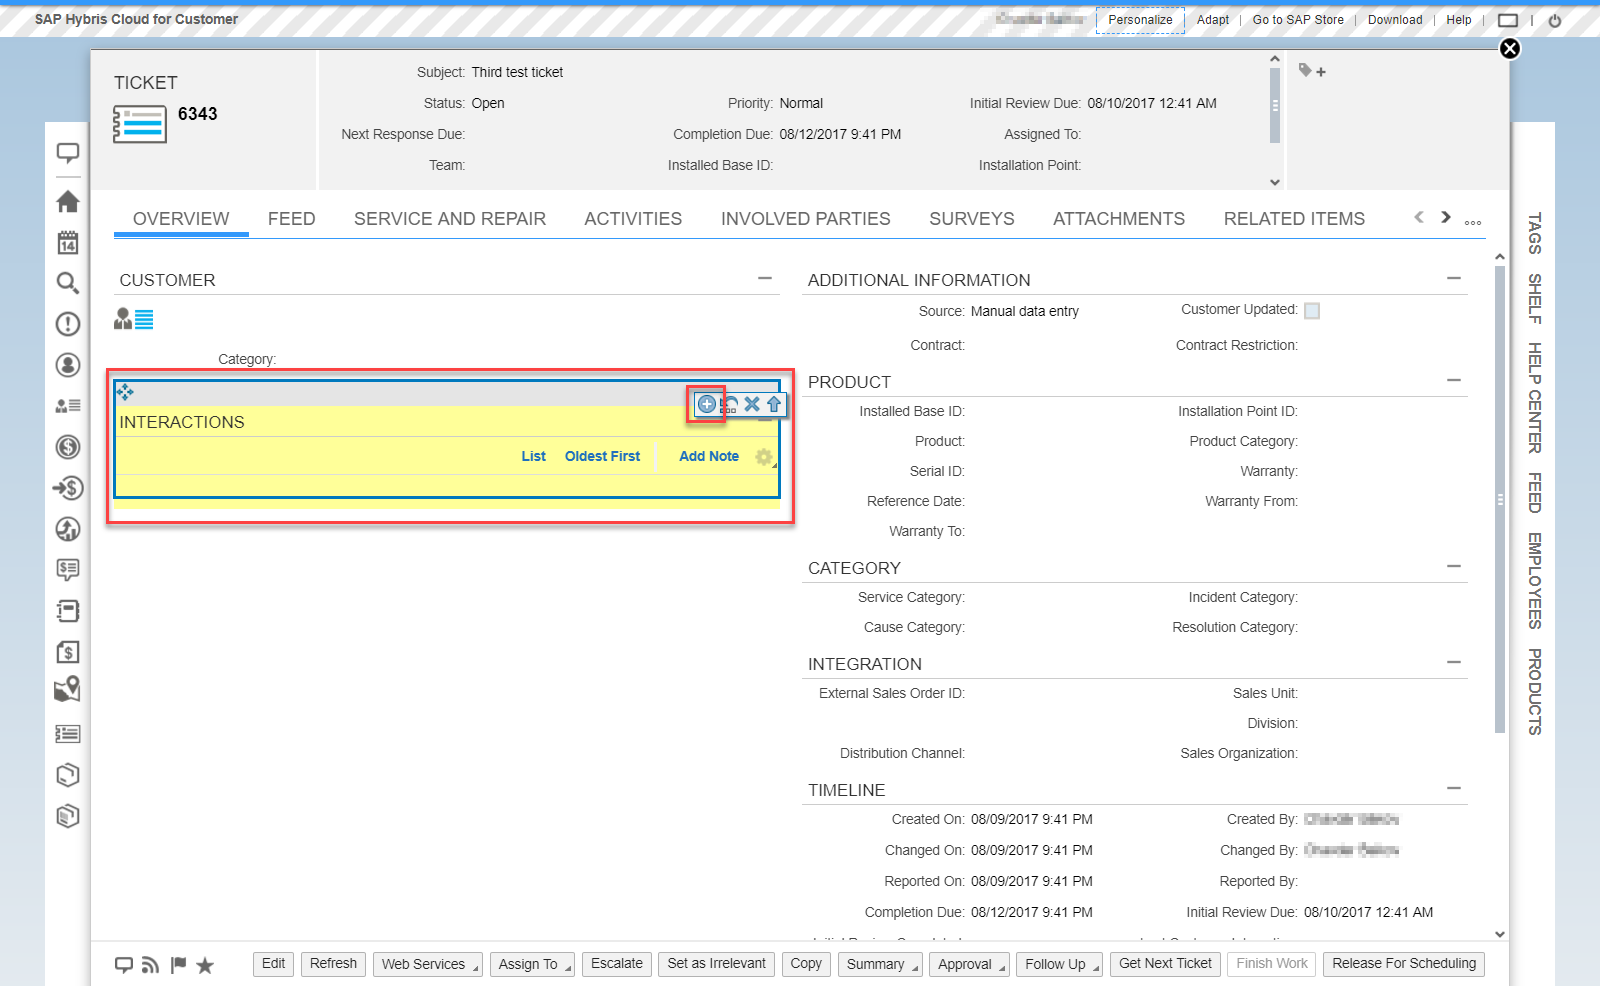 SAP Hybris Cloud for Customer
Personalize
Adapt
Go to SAP Store
Download
Help
TICKET
6343
Subject: Third test ticket
Status: Open
Priority: Normal
Initial Review Due: 08/10/2017 12:41 AM
Next Response Due:
Completion Due: 08/12/2017 9:41 PM
Assigned To:
Team:
Installed Base ID:
Installation Point:
OVERVIEW
FEED
SERVICE AND REPAIR
ACTIVITIES
INVOLVED PARTIES
SURVEYS
ATTACHMENTS
RELATED ITEMS
...
14
CUSTOMER
Category:
INTERACTIONS
List
Oldest First
Add Note
ADDITIONAL INFORMATION
Source: Manual data entry
Customer Updated:
Contract:
Contract Restriction:
PRODUCT
Installed Base ID:
Installation Point ID:
Product:
Product Category:
Serial ID:
Warranty:
Reference Date:
Warranty From:
Warranty To:
CATEGORY
Service Category:
Incident Category:
Cause Category:
Resolution Category:
INTEGRATION
External Sales Order ID:
Sales Unit:
Division:
Distribution Channel:
Sales Organization:
TIMELINE
Created On: 08/09/2017 9:41 PM
Created By:
Changed On: 08/09/2017 9:41 PM
Changed By:
Reported On: 08/09/2017 9:41 PM
Reported By:
Completion Due: 08/12/2017 9:41 PM
Initial Review Due: 08/10/2017 12:41 AM
TAGS
SHELF
HELP CENTER
FEED
EMPLOYEES
PRODUCTS
Edit
Refresh
Web Services
Assign To
Escalate
Set as Irrelevant
Copy
Summary
Approval
Follow Up
Get Next Ticket
Finish Work
Release For Scheduling